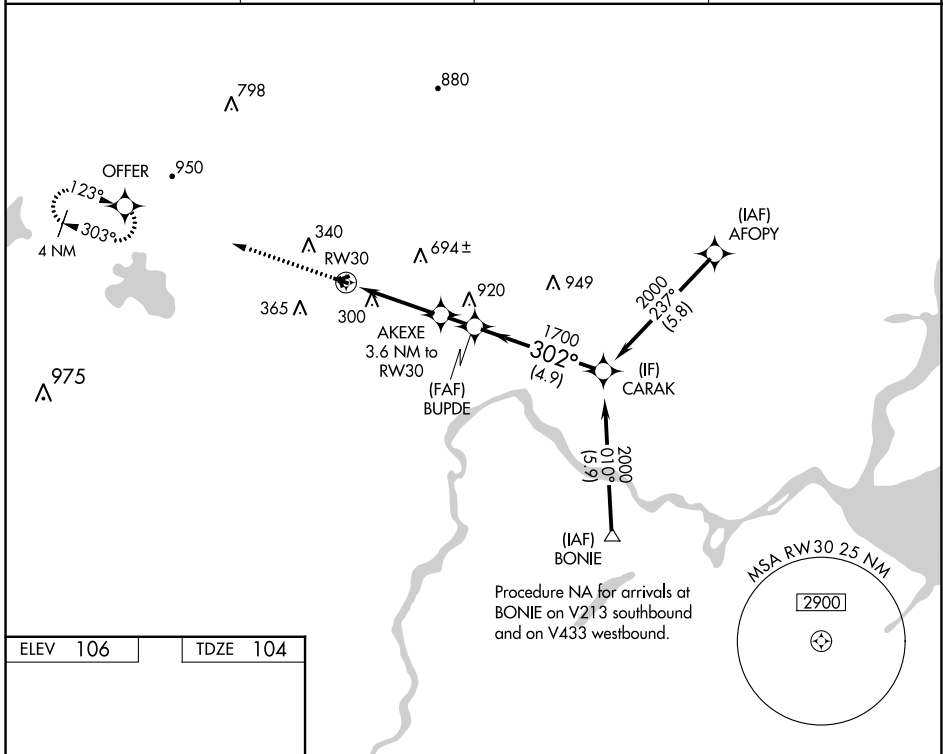 880
798
950
OFFER
123°
303°
4 NM
(IAF)
AFOPY
340
694±
RW30
2000
237°
(5.8)
949
920
365
300
1700
302°
(4.9)
AKEXE
3.6 NM to
RW30
(IF)
CARAK
(FAF)
BUPDE
975
2000
010°
(5.9)
(IAF)
BONIE
MSA RW30 25 NM
2900
Procedure NA for arrivals at
BONIE on V213 southbound
and on V433 westbound.
ELEV 106
TDZE 104